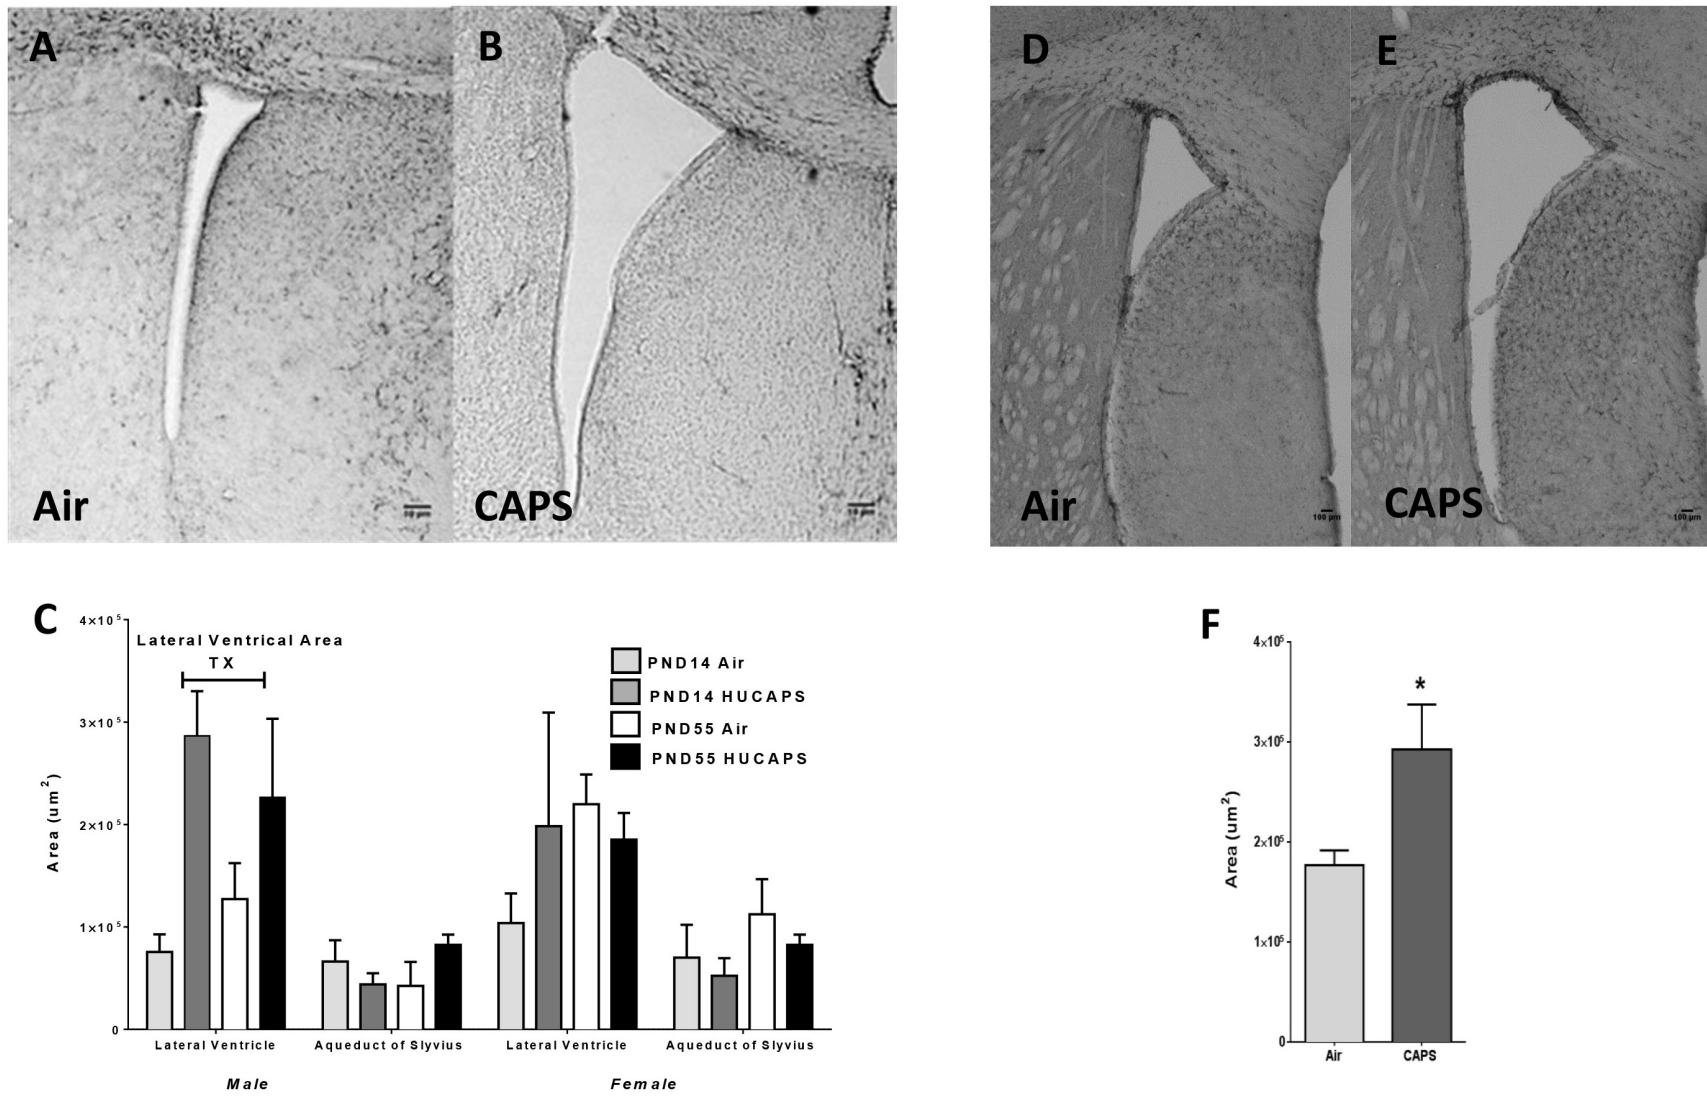 A
B
Air
CAPS
D
E
Air
100 µm
CAPS
100 µm
C
4×10⁵
3×10⁵
2×10⁵
1×10⁵
0
Area (um²)
Lateral Ventrical Area
TX
PND14 Air
PND14 HUCAPS
PND55 Air
PND55 HUCAPS
Lateral Ventricle
Aqueduct of Slyvius
Lateral Ventricle
Aqueduct of Slyvius
Male
Female
F
4×10⁵
3×10⁵
2×10⁵
1×10⁵
0
Area (um²)
*
Air
CAPS